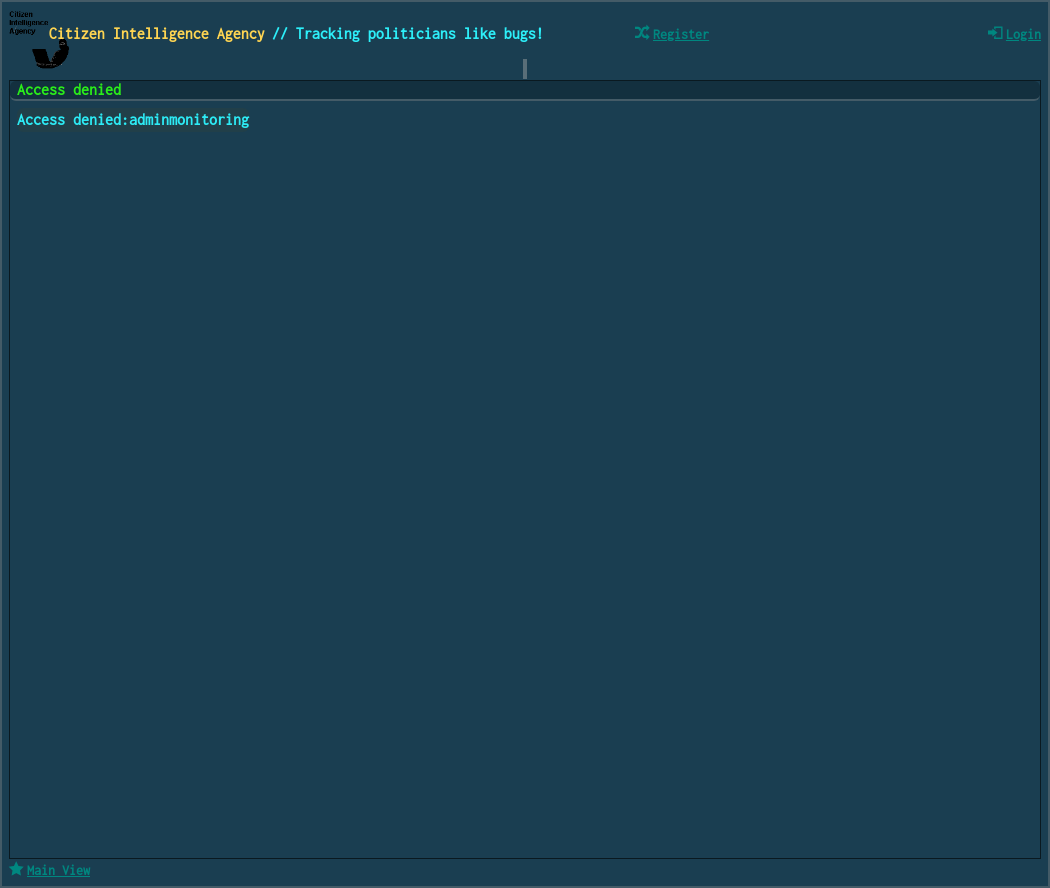 Citizen
Intelligence
Agency
Citizen Intelligence Agency // Tracking politicians like bugs!
Register
Login
Access denied
Access denied:adminmonitoring
Main View